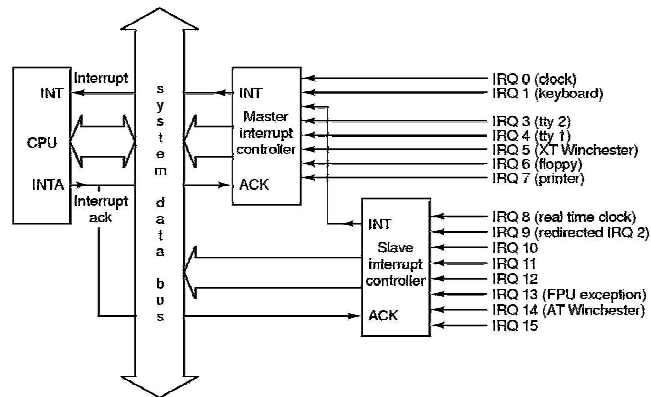 Interrupt
INT
CPU
INTA
Interrupt
ack
system data bus
INT
Master
interrupt
controller
ACK
IRQ 0 (clock)
IRQ 1 (keyboard)
IRQ 3 (tty 2)
IRQ 4 (tty 1)
IRQ 5 (XT Winchester)
IRQ 6 (floppy)
IRQ 7 (printer)
INT
Slave
interrupt
controller
ACK
IRQ 8 (real time clock)
IRQ 9 (redirected IRQ 2)
IRQ 10
IRQ 11
IRQ 12
IRQ 13 (FPU exception)
IRQ 14 (AT Winchester)
IRQ 15